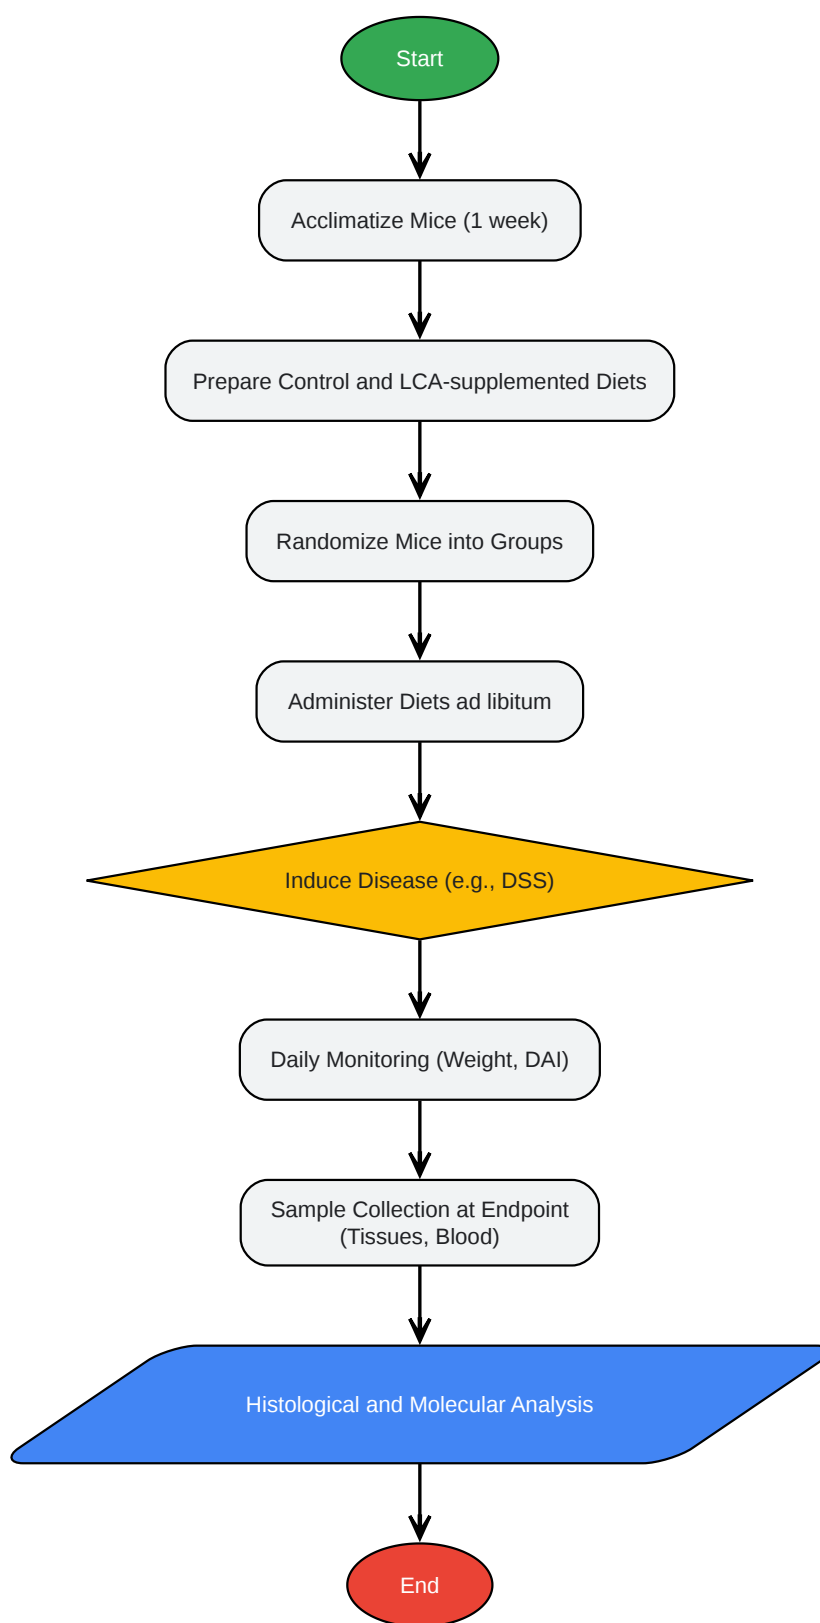 Start
Acclimatize Mice (1 week)
Prepare Control and LCA-supplemented Diets
Randomize Mice into Groups
Administer Diets ad libitum
Induce Disease (e.g., DSS)
Daily Monitoring (Weight, DAI)
Sample Collection at Endpoint
(Tissues, Blood)
Histological and Molecular Analysis
End